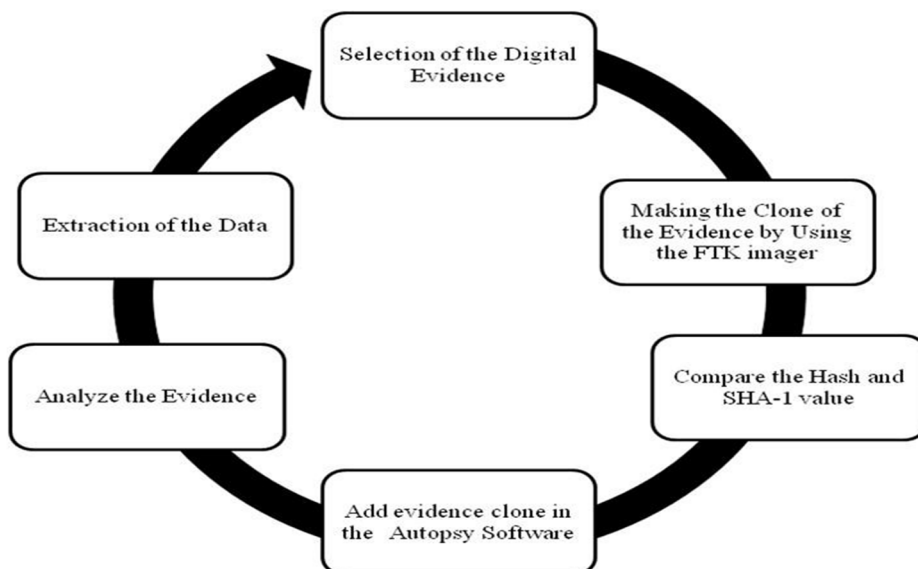 Selection of the Digital
Evidence
Making the Clone of
the Evidence by Using
the FTK imager
Compare the Hash and
SHA-1 value
Add evidence clone in
the Autopsy Software
Analyze the Evidence
Extraction of the Data